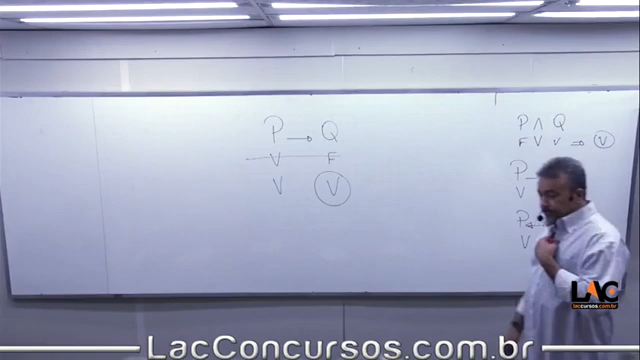 P → Q
V F
V V
P ∧ Q
F V V ⇒ V
P
V
P
V
LAC
laccursos.com.br
LacConcursos.com.br